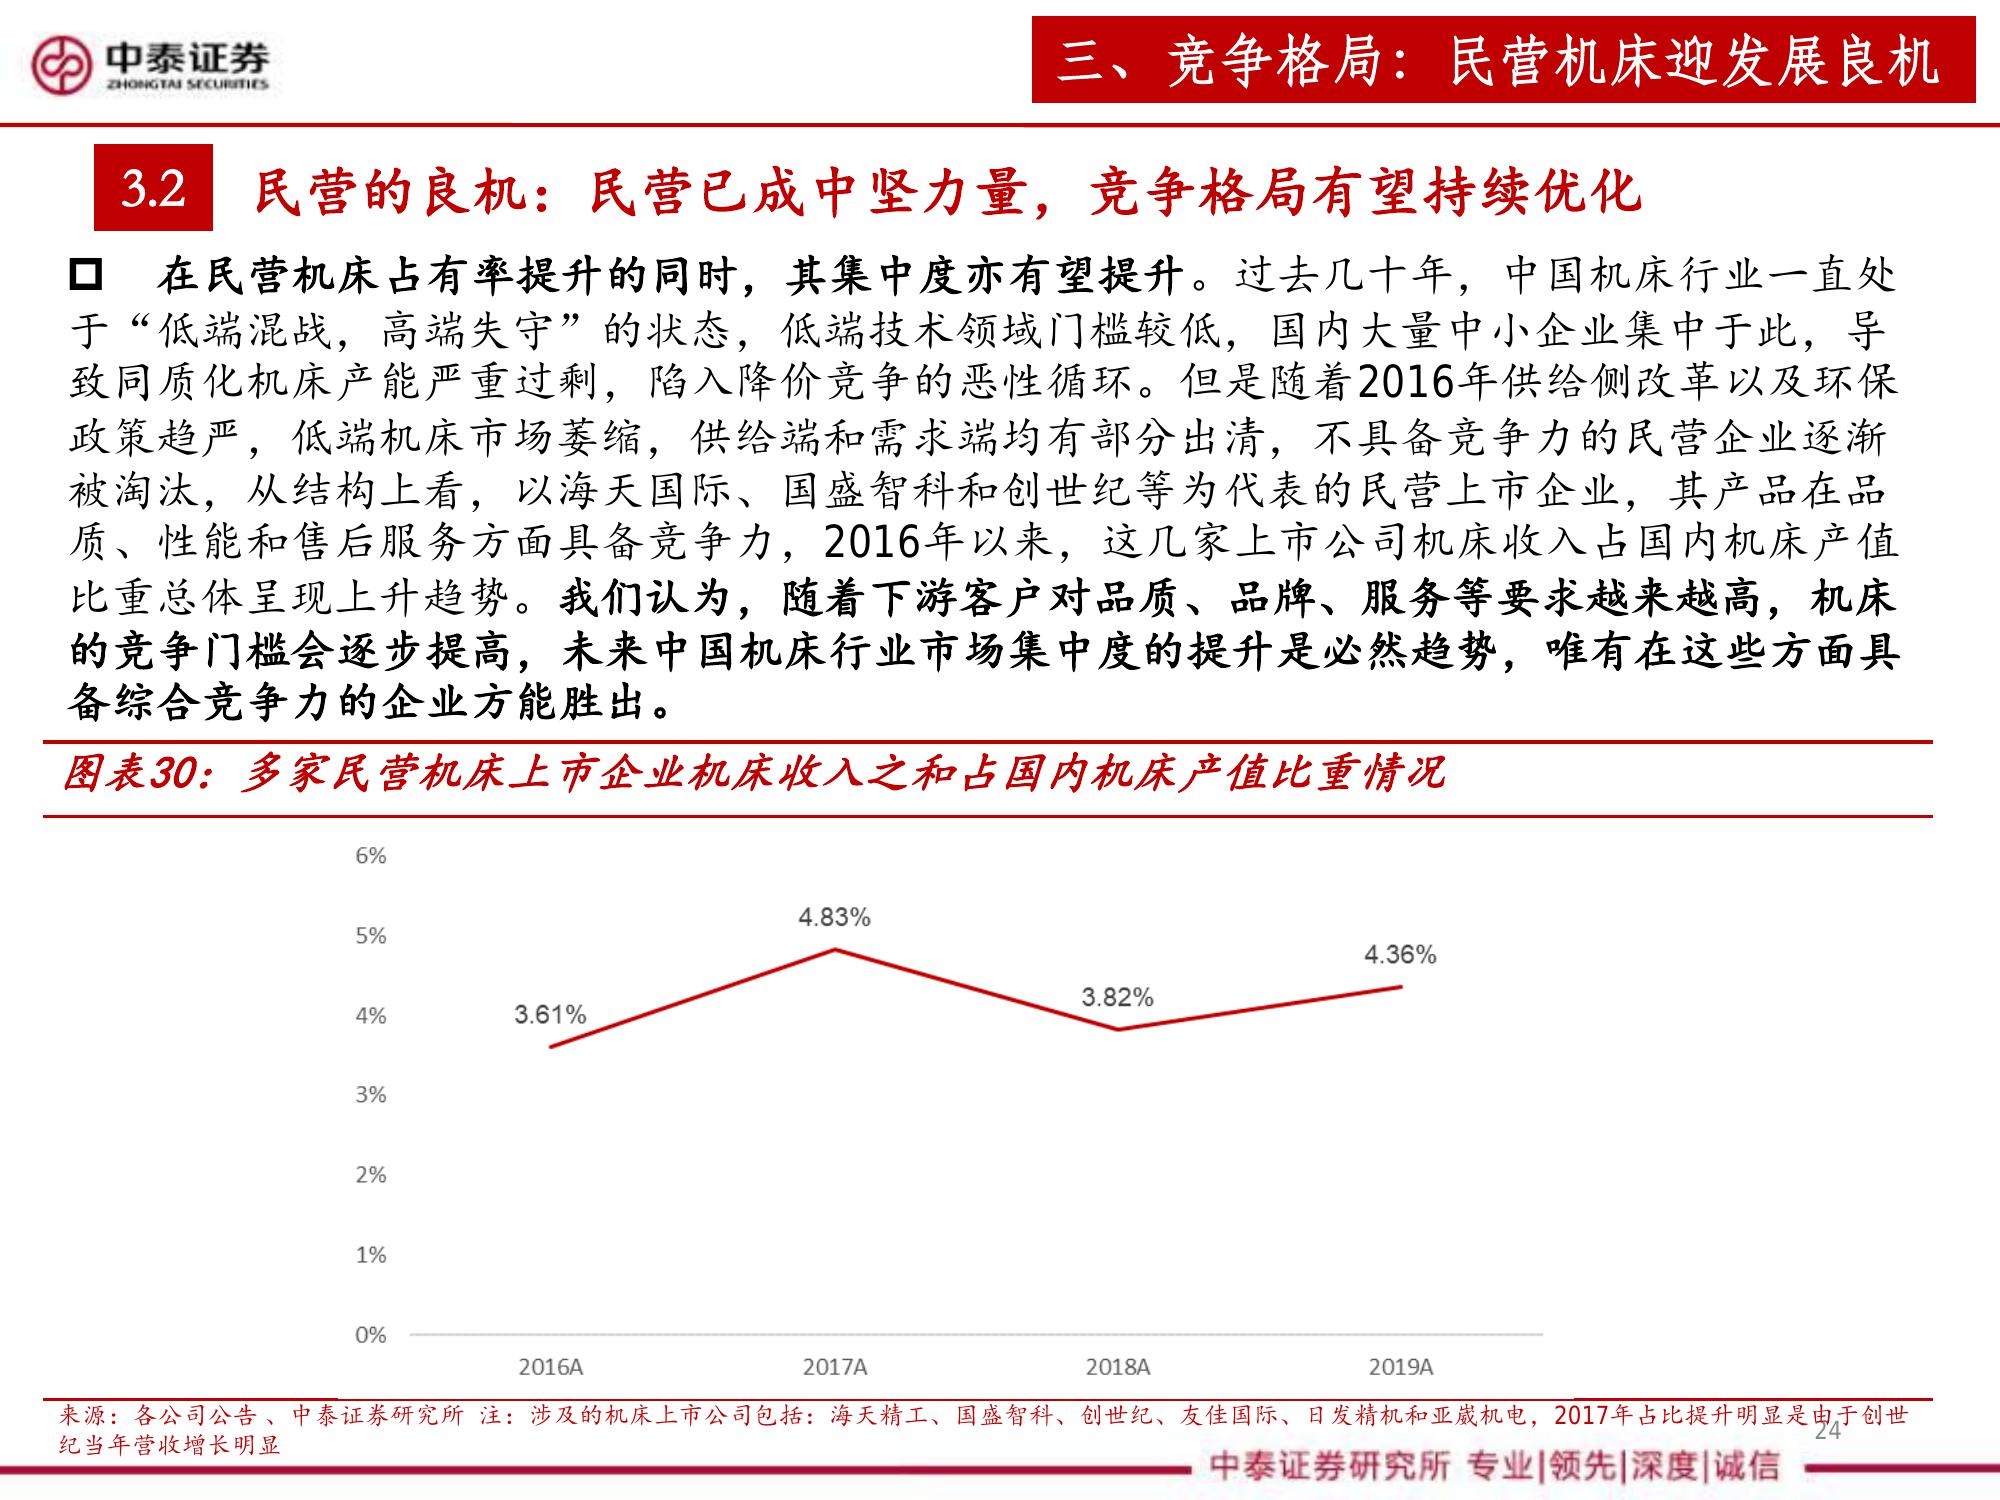 中泰证券
ZHONGTAI SECURITIES
三、竞争格局：民营机床迎发展良机
3.2
民营的良机：民营已成中坚力量，竞争格局有望持续优化
在民营机床占有率提升的同时，其集中度亦有望提升。过去几十年，中国机床行业一直处
于“低端混战，高端失守”的状态，低端技术领域门槛较低，国内大量中小企业集中于此，导
致同质化机床产能严重过剩，陷入降价竞争的恶性循环。但是随着2016年供给侧改革以及环保
政策趋严，低端机床市场萎缩，供给端和需求端均有部分出清，不具备竞争力的民营企业逐渐
被淘汰，从结构上看，以海天国际、国盛智科和创世纪等为代表的民营上市企业，其产品在品
质、性能和售后服务方面具备竞争力，2016年以来，这几家上市公司机床收入占国内机床产值
比重总体呈现上升趋势。我们认为，随着下游客户对品质、品牌、服务等要求越来越高，机床
的竞争门槛会逐步提高，未来中国机床行业市场集中度的提升是必然趋势，唯有在这些方面具
备综合竞争力的企业方能胜出。
图表30：多家民营机床上市企业机床收入之和占国内机床产值比重情况
6%
5%
4%
3%
2%
1%
0%
3.61%
4.83%
3.82%
4.36%
2016A
2017A
2018A
2019A
来源：各公司公告、中泰证券研究所 注：涉及的机床上市公司包括：海天精工、国盛智科、创世纪、友佳国际、日发精机和亚崴机电，2017年占比提升明显是由于创世
纪当年营收增长明显
24
中泰证券研究所 专业|领先|深度|诚信